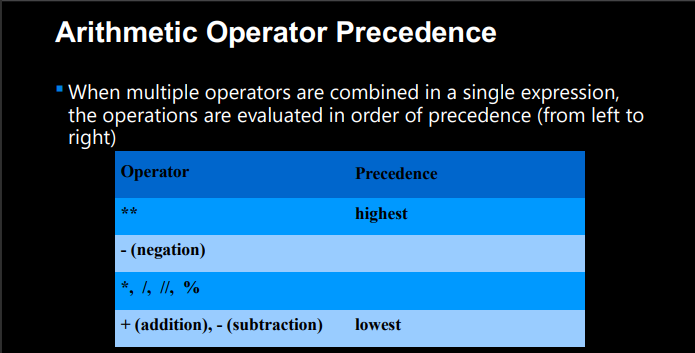 Arithmetic Operator Precedence
▪ When multiple operators are combined in a single expression,
the operations are evaluated in order of precedence (from left to
right)
Operator Precedence
** highest
- (negation)
*, /, //, %
+ (addition), - (subtraction) lowest